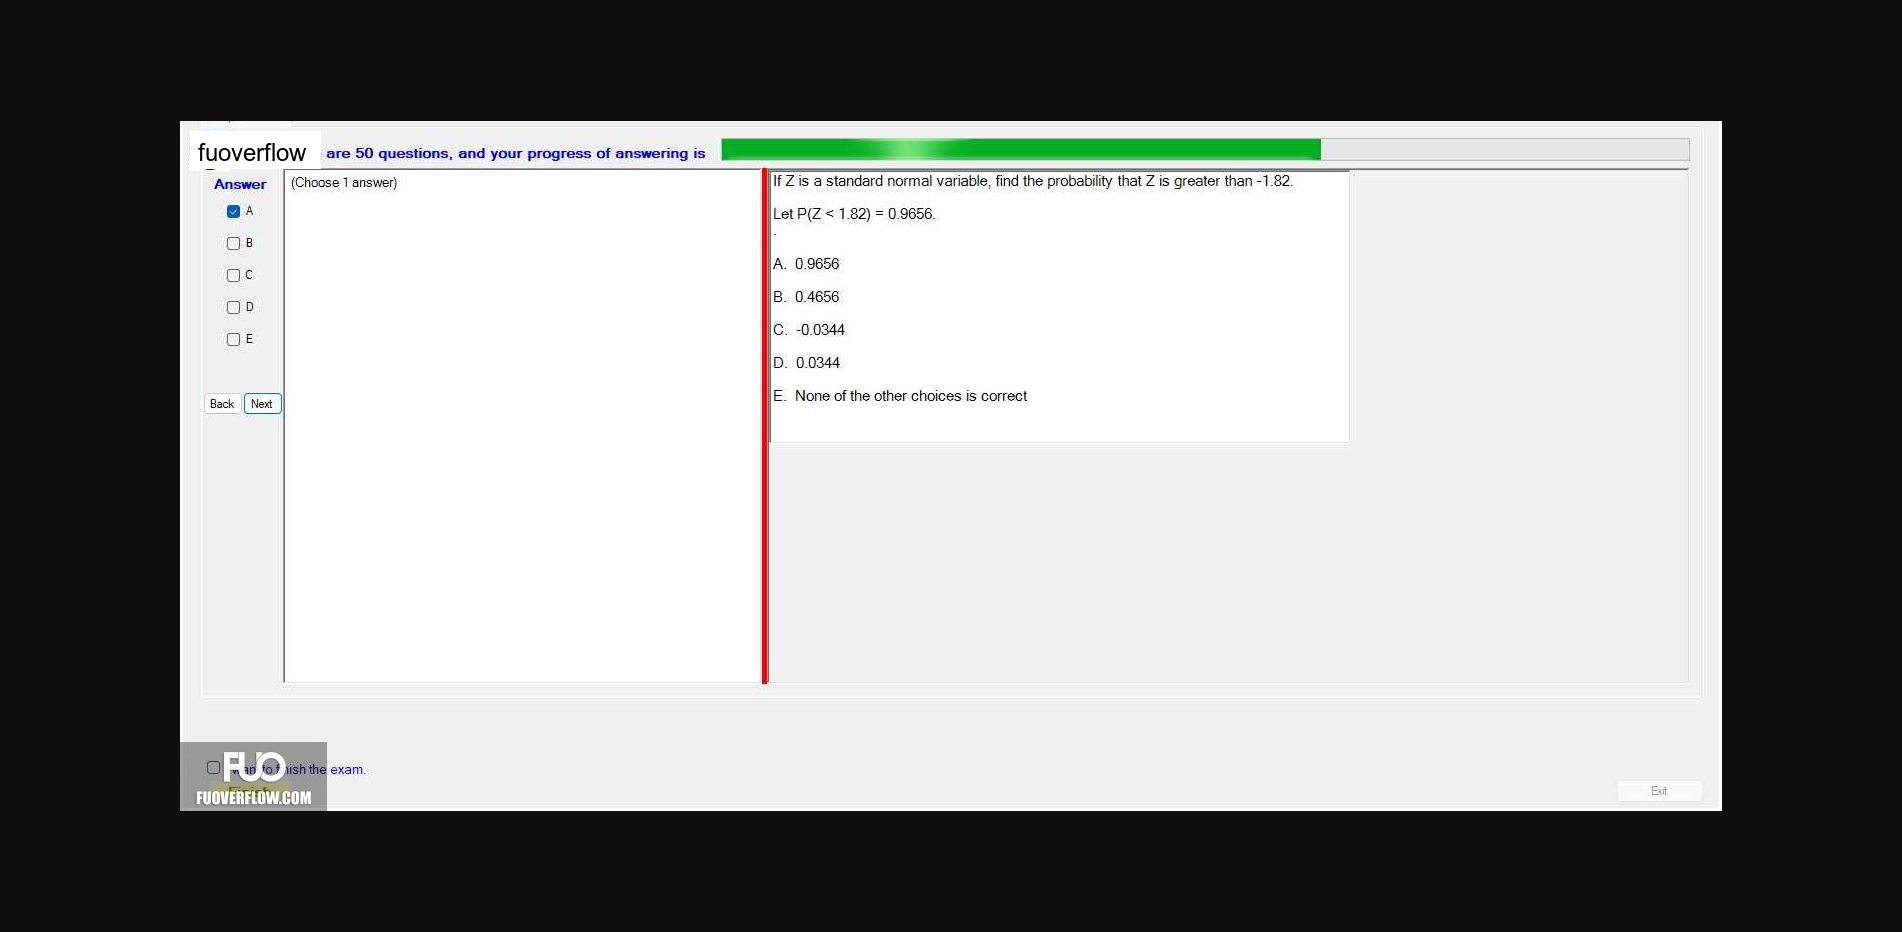 fuoverflow are 50 questions, and your progress of answering is
Answer
(Choose 1 answer)
A
B
C
D
E
Back Next
If Z is a standard normal variable, find the probability that Z is greater than -1.82.
Let P(Z < 1.82) = 0.9656.
.
A. 0.9656
B. 0.4656
C. -0.0344
D. 0.0344
E. None of the other choices is correct
FUO
to finish the exam.
FUOVERFLOW.COM
Exit